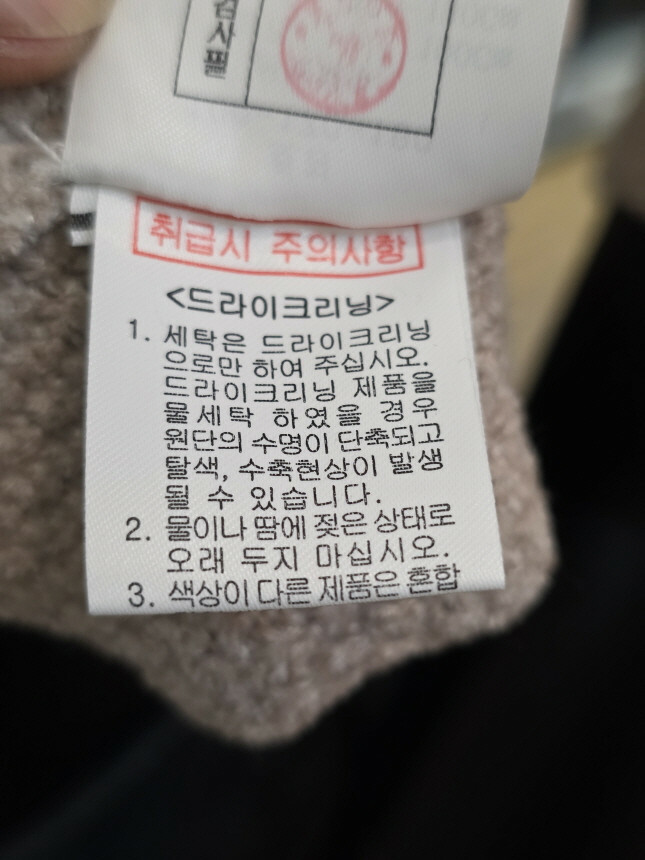 검사필
취급시 주의사항
<드라이크리닝>
1. 세탁은 드라이크리닝
으로만 하여 주십시오.
드라이크리닝 제품을
물세탁 하였을 경우
원단의 수명이 단축되고
탈색, 수축현상이 발생
될 수 있습니다.
2. 물이나 땀에 젖은 상태로
오래 두지 마십시오.
3. 색상이 다른 제품은 혼합